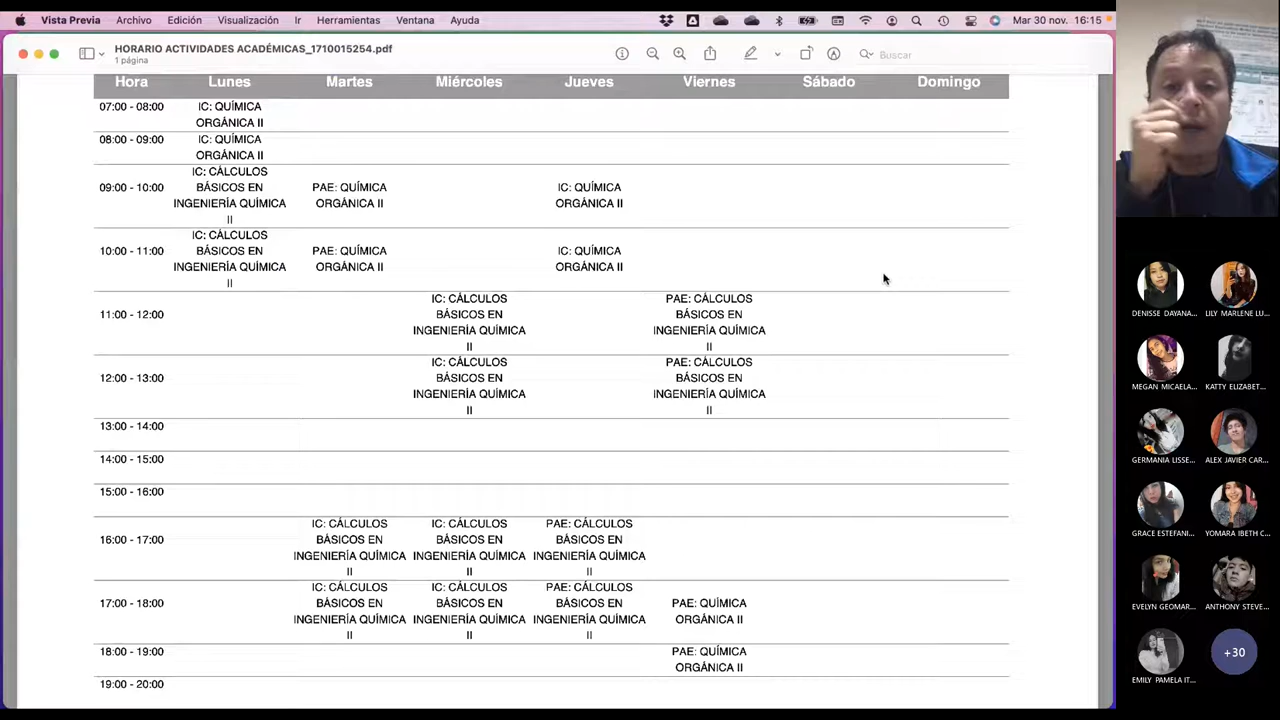 Vista Previa Archivo Edición Visualización Ir Herramientas Ventana Ayuda Mar 30 nov. 16:15
HORARIO ACTIVIDADES ACADÉMICAS_1710015254.pdf
1 página
Buscar
Hora Lunes Martes Miércoles Jueves Viernes Sábado Domingo
07:00 - 08:00 IC: QUÍMICA
ORGÁNICA II
08:00 - 09:00 IC: QUÍMICA
ORGÁNICA II
IC: CÁLCULOS
09:00 - 10:00 BÁSICOS EN PAE: QUÍMICA IC: QUÍMICA
INGENIERÍA QUÍMICA ORGÁNICA II ORGÁNICA II
II
IC: CÁLCULOS
10:00 - 11:00 BÁSICOS EN PAE: QUÍMICA IC: QUÍMICA
INGENIERÍA QUÍMICA ORGÁNICA II ORGÁNICA II
II
IC: CÁLCULOS PAE: CÁLCULOS
11:00 - 12:00 BÁSICOS EN BÁSICOS EN
INGENIERÍA QUÍMICA INGENIERÍA QUÍMICA
II II
IC: CÁLCULOS PAE: CÁLCULOS
12:00 - 13:00 BÁSICOS EN BÁSICOS EN
INGENIERÍA QUÍMICA INGENIERÍA QUÍMICA
II II
13:00 - 14:00
14:00 - 15:00
15:00 - 16:00
IC: CÁLCULOS IC: CÁLCULOS PAE: CÁLCULOS
16:00 - 17:00 BÁSICOS EN BÁSICOS EN BÁSICOS EN
INGENIERÍA QUÍMICA INGENIERÍA QUÍMICA INGENIERÍA QUÍMICA
II II II
IC: CÁLCULOS IC: CÁLCULOS PAE: CÁLCULOS
17:00 - 18:00 BÁSICOS EN BÁSICOS EN BÁSICOS EN PAE: QUÍMICA
INGENIERÍA QUÍMICA INGENIERÍA QUÍMICA INGENIERÍA QUÍMICA ORGÁNICA II
II II II
18:00 - 19:00 PAE: QUÍMICA
ORGÁNICA II
19:00 - 20:00
DENISSE DAYANA... LILY MARLENE LU...
MEGAN MICAELA... KATTY ELIZABET...
GERMANIA LISSE... ALEX JAVIER CAR...
GRACE ESTEFANI... YOMARA IBETH C...
EVELYN GEOMAR... ANTHONY STEVE...
+30
EMILY PAMELA IT...